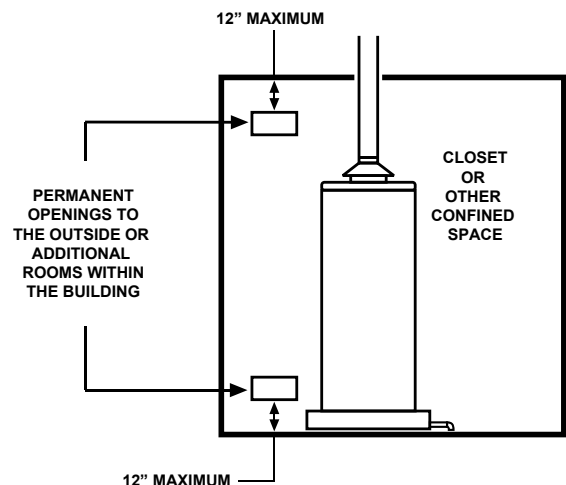 12” MAXIMUM
CLOSET
OR
OTHER
CONFINED
SPACE
PERMANENT
OPENINGS TO
THE OUTSIDE OR
ADDITIONAL
ROOMS WITHIN
THE BUILDING
12” MAXIMUM